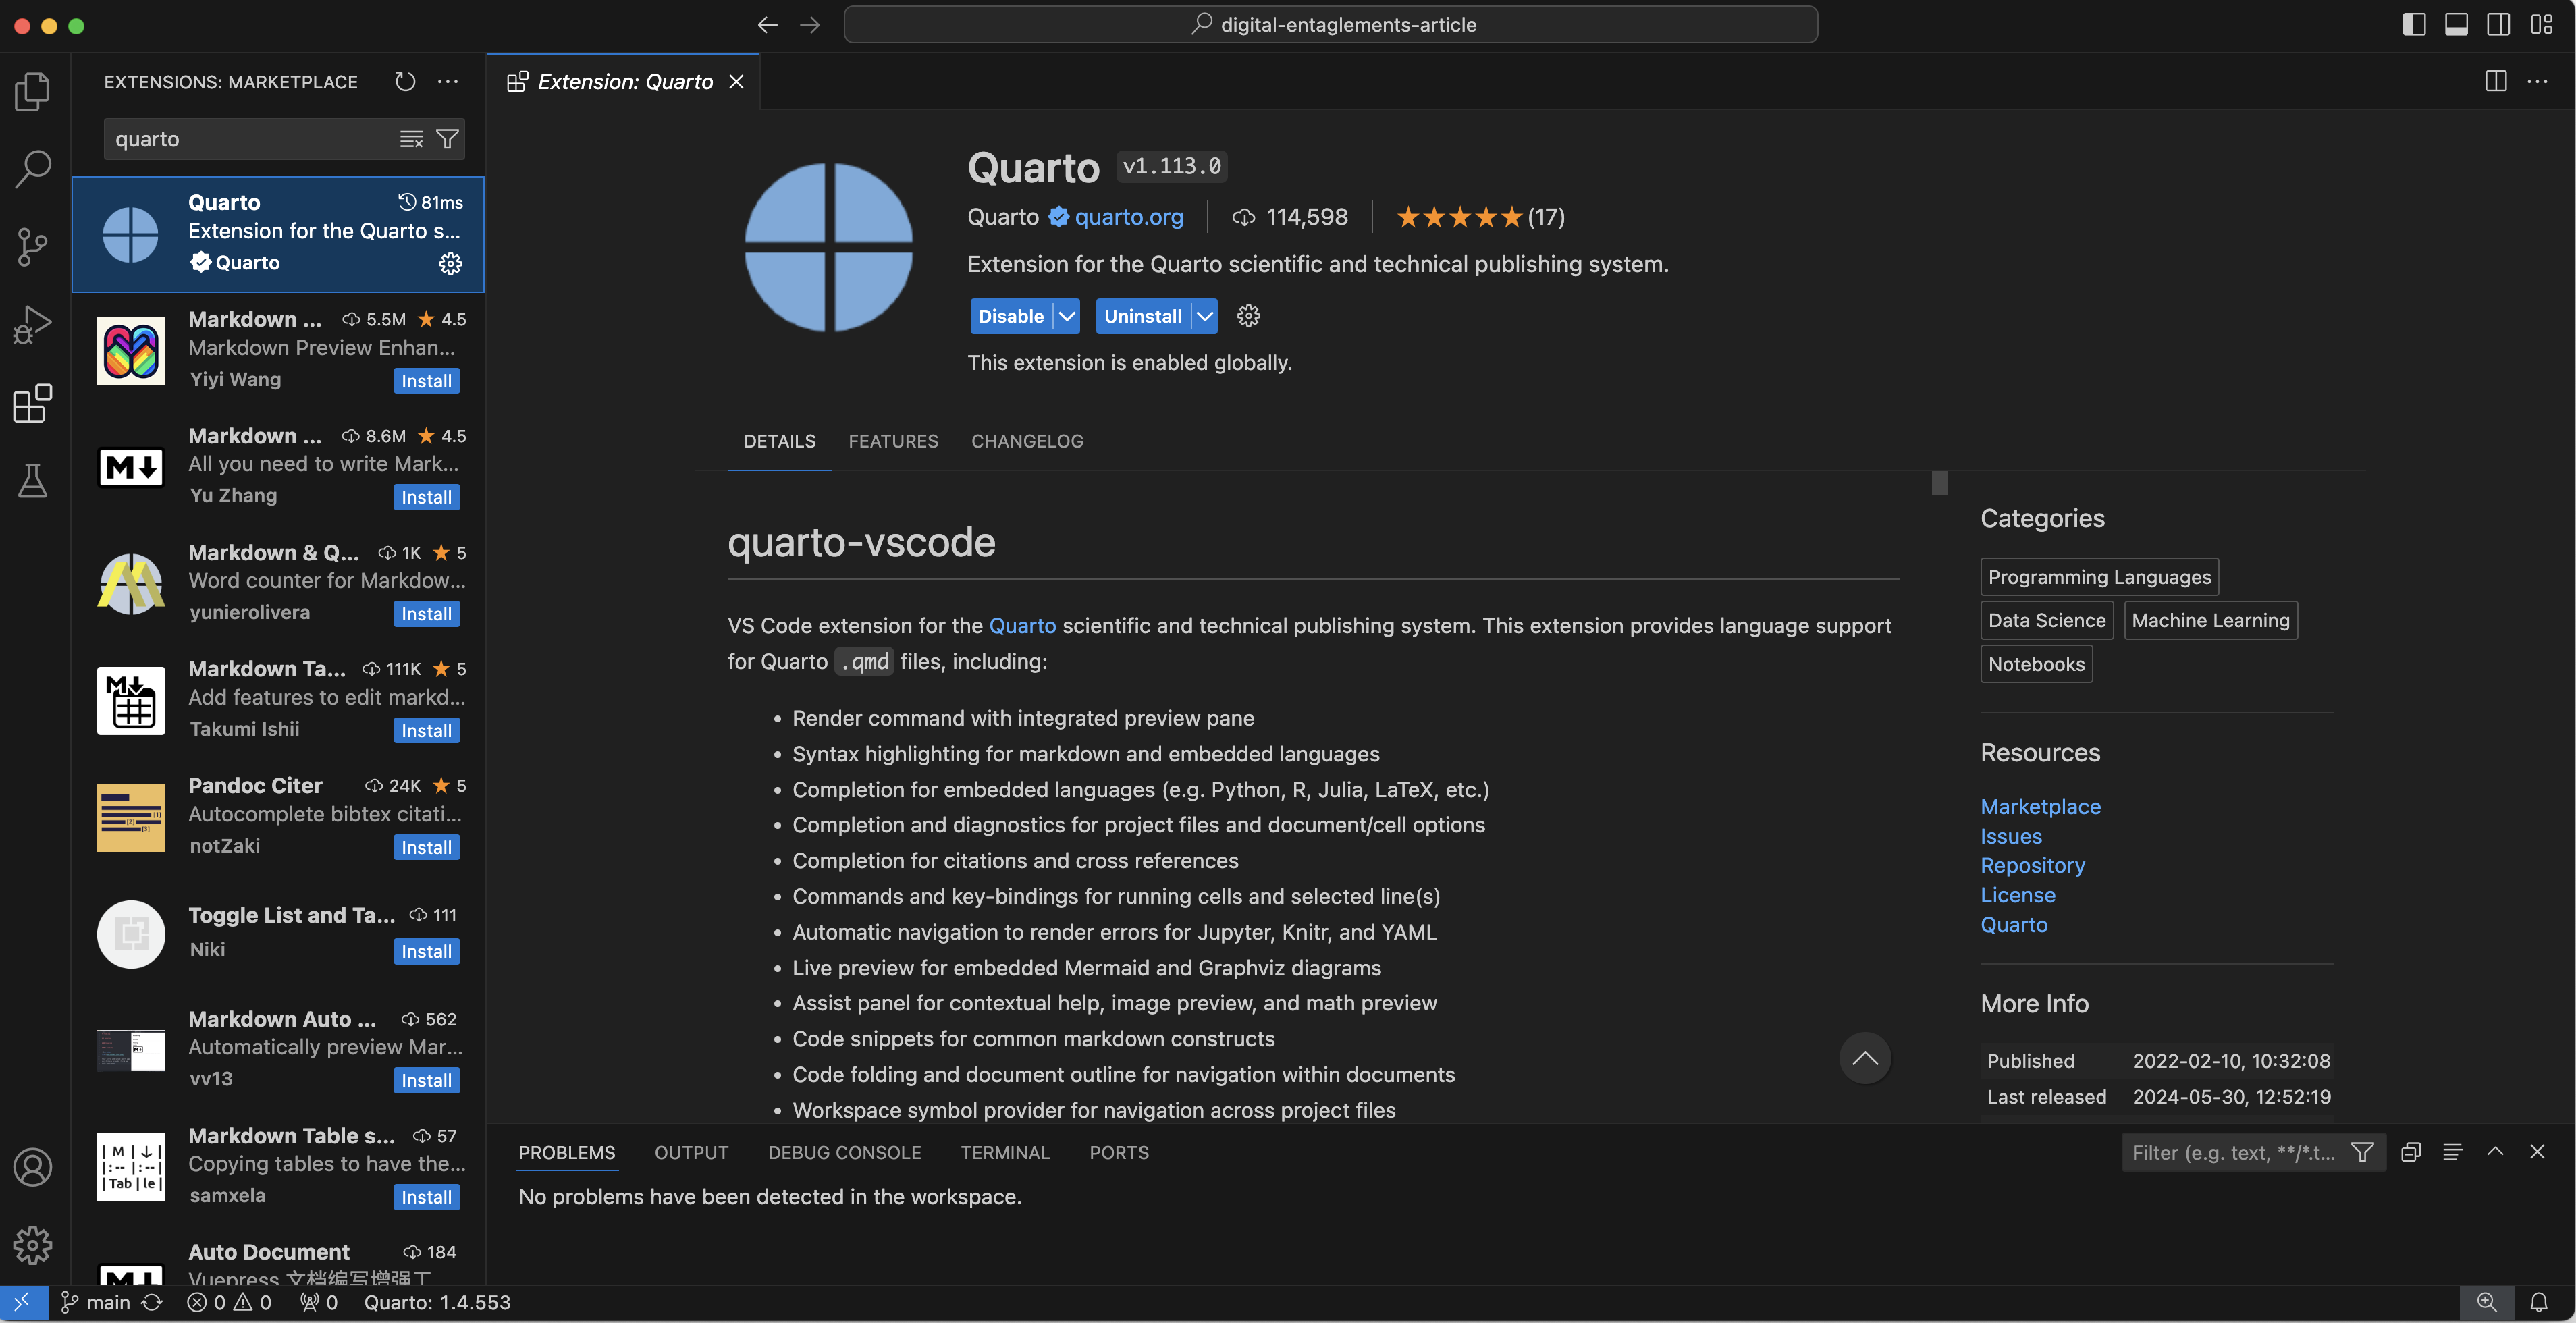 digital-entaglements-article
EXTENSIONS: MARKETPLACE
quarto
Quarto 81ms
Extension for the Quarto s...
Quarto
Markdown ... 5.5M 4.5
Markdown Preview Enhan...
Yiyi Wang Install
Markdown ... 8.6M 4.5
All you need to write Mark...
Yu Zhang Install
Markdown & Q... 1K 5
Word counter for Markdow...
yunierolivera Install
Markdown Ta... 111K 5
Add features to edit markd...
Takumi Ishii Install
Pandoc Citer 24K 5
Autocomplete bibtex citati...
notZaki Install
Toggle List and Ta... 111
Niki Install
Markdown Auto ... 562
Automatically preview Mar...
vv13 Install
Markdown Table s... 57
Copying tables to have the...
samxela Install
Auto Document 184
Vuepress 文档编写增强工
Extension: Quarto
Quarto v1.113.0
Quarto quarto.org 114,598 (17)
Extension for the Quarto scientific and technical publishing system.
Disable Uninstall
This extension is enabled globally.
DETAILS FEATURES CHANGELOG
quarto-vscode
VS Code extension for the Quarto scientific and technical publishing system. This extension provides language support
for Quarto .qmd files, including:
• Render command with integrated preview pane
• Syntax highlighting for markdown and embedded languages
• Completion for embedded languages (e.g. Python, R, Julia, LaTeX, etc.)
• Completion and diagnostics for project files and document/cell options
• Completion for citations and cross references
• Commands and key-bindings for running cells and selected line(s)
• Automatic navigation to render errors for Jupyter, Knitr, and YAML
• Live preview for embedded Mermaid and Graphviz diagrams
• Assist panel for contextual help, image preview, and math preview
• Code snippets for common markdown constructs
• Code folding and document outline for navigation within documents
• Workspace symbol provider for navigation across project files
Categories
Programming Languages
Data Science Machine Learning
Notebooks
Resources
Marketplace
Issues
Repository
License
Quarto
More Info
Published 2022-02-10, 10:32:08
Last released 2024-05-30, 12:52:19
PROBLEMS OUTPUT DEBUG CONSOLE TERMINAL PORTS
Filter (e.g. text, **/*.t...
No problems have been detected in the workspace.
main 0 0 0 Quarto: 1.4.553